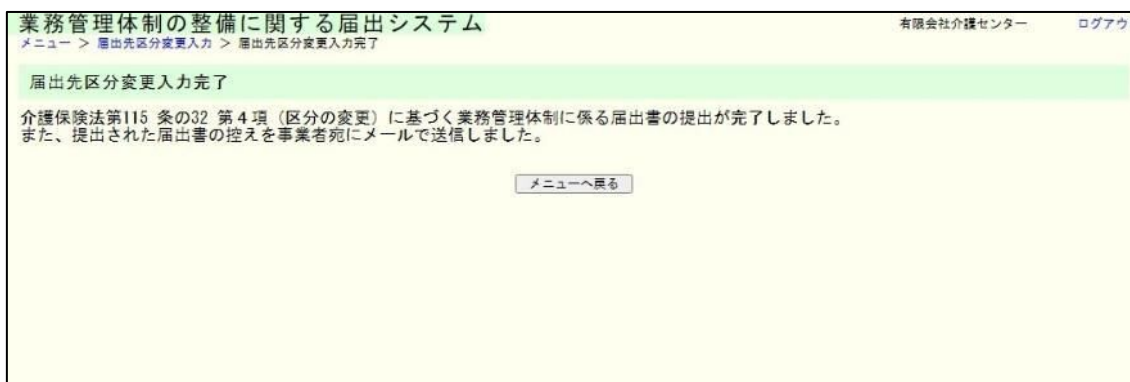 業務管理体制の整備に関する届出システム
有限会社介護センター　ログアウ
メニュー ＞ 届出先区分変更入力 ＞ 届出先区分変更入力完了
届出先区分変更入力完了
介護保険法第115 条の32 第４項（区分の変更）に基づく業務管理体制に係る届出書の提出が完了しました。
また、提出された届出書の控えを事業者宛にメールで送信しました。
メニューへ戻る